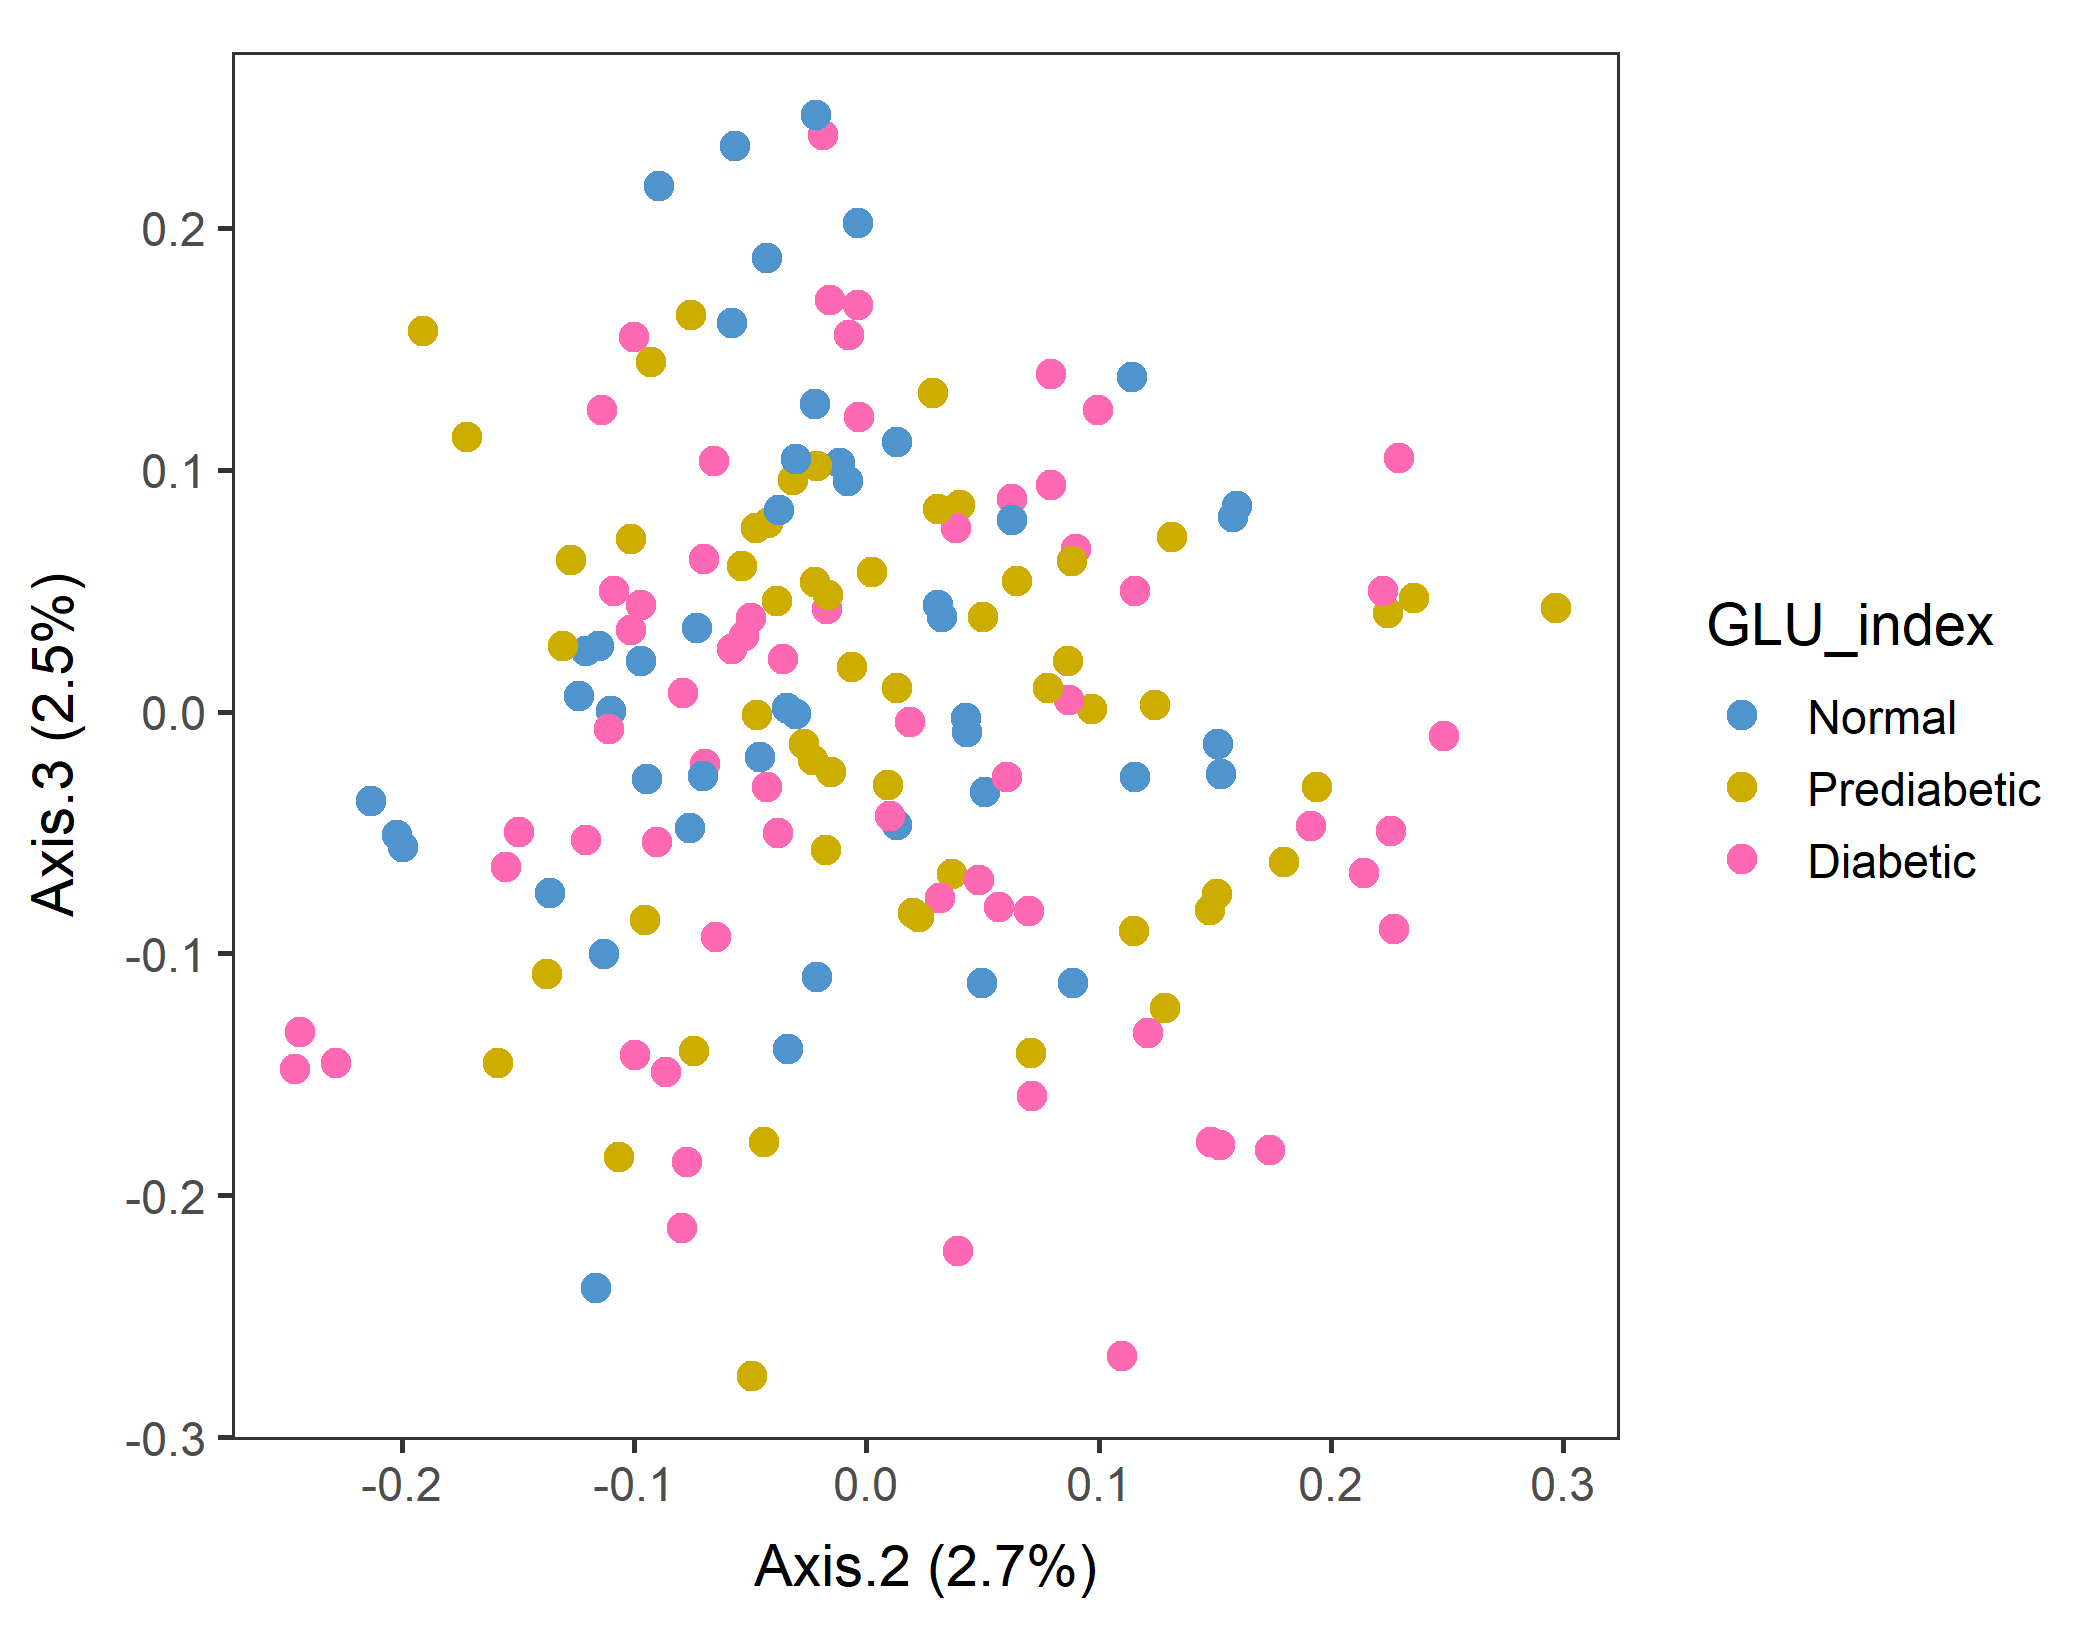 0.2
0.1
0.0
-0.1
-0.2
-0.3
-0.2
-0.1
0.0
0.1
0.2
0.3
Axis.2 (2.7%)
Axis.3 (2.5%)
GLU_index
Normal
Prediabetic
Diabetic